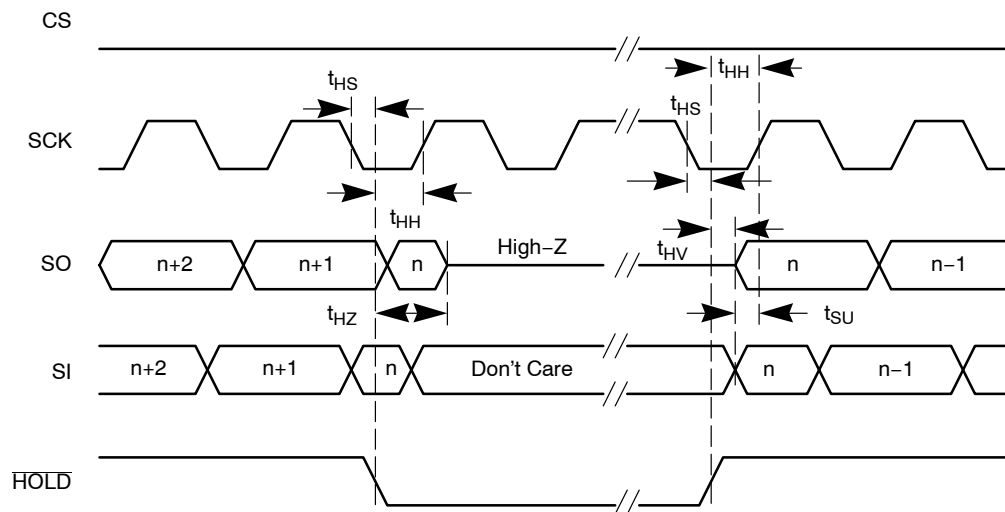 CS
tHH
tHS
tHS
SCK
tHH
High−Z
tHV
SO
n+2
n+1
n
n
n−1
tHZ
tSU
SI
n+2
n+1
n
Don't Care
n
n−1
HOLD